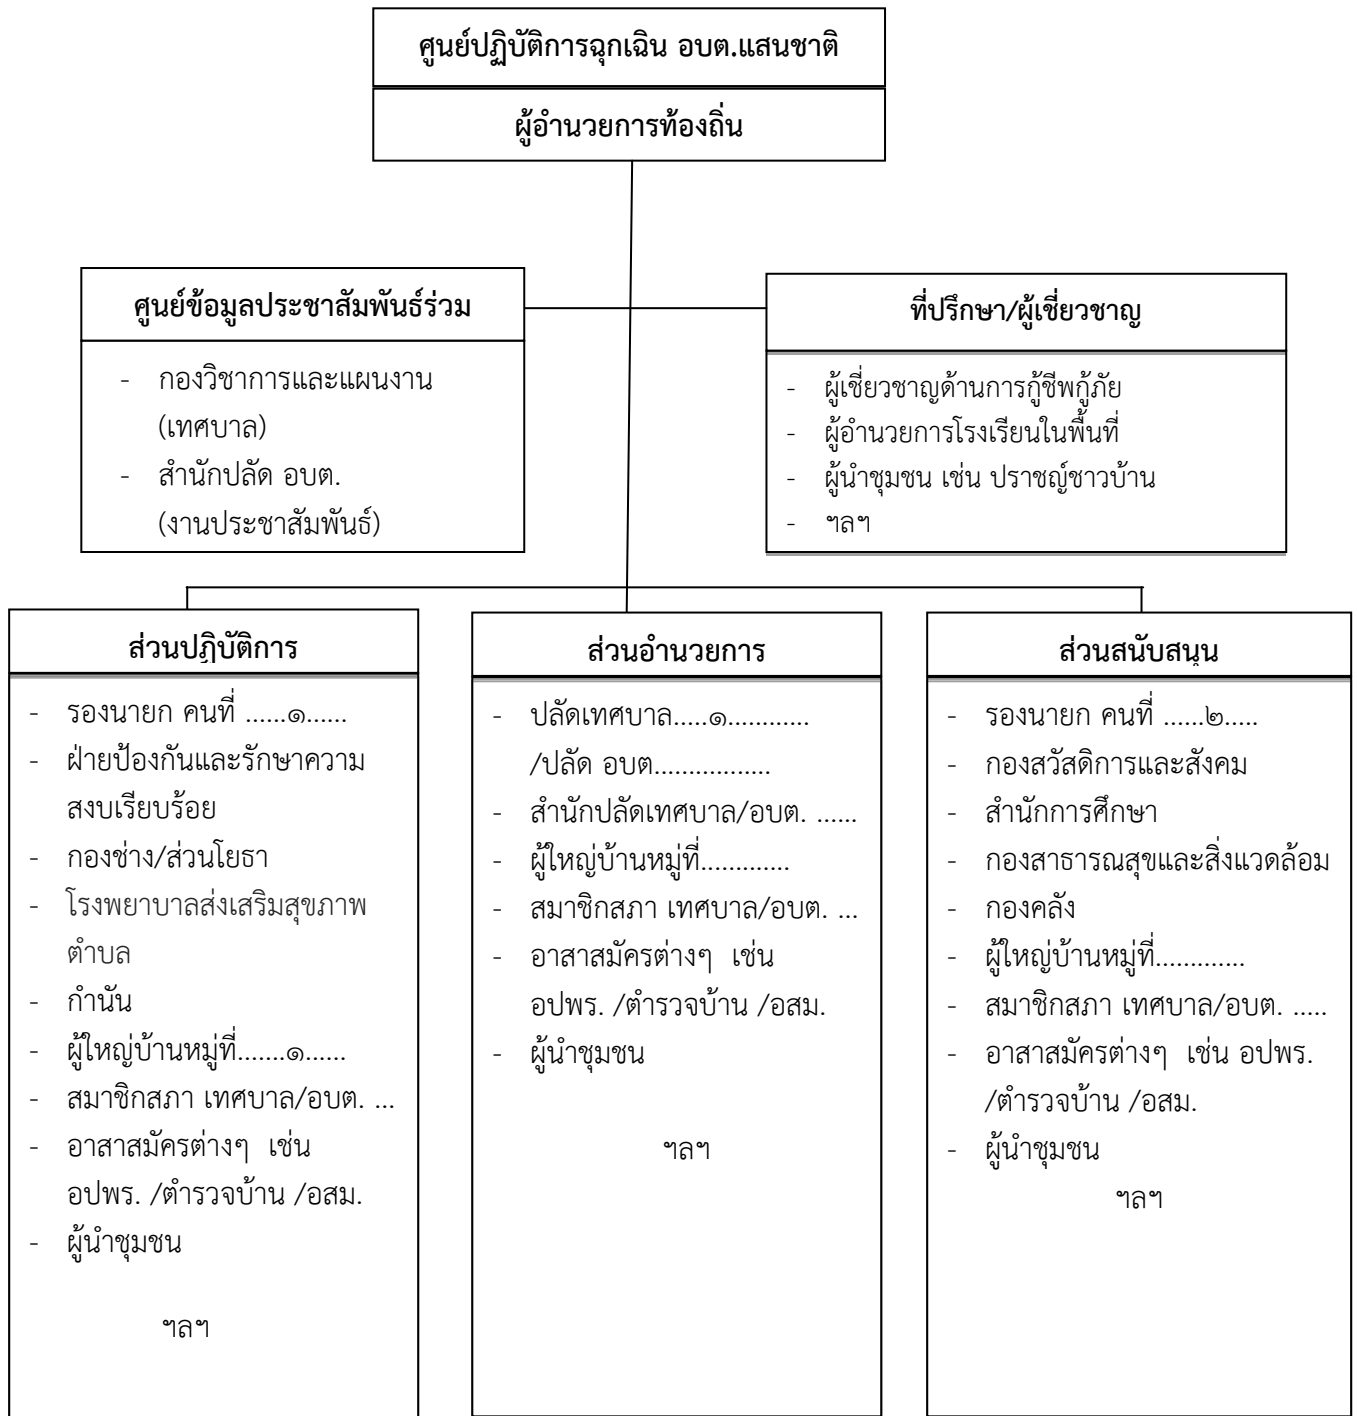 ศูนย์ปฏิบัติการฉุกเฉิน อบต.แสนชาติ
ผู้อำนวยการท้องถิ่น
ศูนย์ข้อมูลประชาสัมพันธ์ร่วม
- กองวิชาการและแผนงาน
(เทศบาล)
- สำนักปลัด อบต.
(งานประชาสัมพันธ์)
ที่ปรึกษา/ผู้เชี่ยวชาญ
- ผู้เชี่ยวชาญด้านการกู้ชีพกู้ภัย
- ผู้อำนวยการโรงเรียนในพื้นที่
- ผู้นำชุมชน เช่น ปราชญ์ชาวบ้าน
- ฯลฯ
ส่วนปฏิบัติการ
- รองนายก คนที่ ......๑......
- ฝ่ายป้องกันและรักษาความ
สงบเรียบร้อย
- กองช่าง/ส่วนโยธา
- โรงพยาบาลส่งเสริมสุขภาพ
ตำบล
- กำนัน
- ผู้ใหญ่บ้านหมู่ที่.......๑......
- สมาชิกสภา เทศบาล/อบต. ...
- อาสาสมัครต่างๆ เช่น
อปพร. /ตำรวจบ้าน /อสม.
- ผู้นำชุมชน
ฯลฯ
ส่วนอำนวยการ
- ปลัดเทศบาล.....๑............
/ปลัด อบต.................
- สำนักปลัดเทศบาล/อบต. ......
- ผู้ใหญ่บ้านหมู่ที่.............
- สมาชิกสภา เทศบาล/อบต. ...
- อาสาสมัครต่างๆ เช่น
อปพร. /ตำรวจบ้าน /อสม.
- ผู้นำชุมชน
ฯลฯ
ส่วนสนับสนุน
- รองนายก คนที่ ......๒.....
- กองสวัสดิการและสังคม
- สำนักการศึกษา
- กองสาธารณสุขและสิ่งแวดล้อม
- กองคลัง
- ผู้ใหญ่บ้านหมู่ที่.............
- สมาชิกสภา เทศบาล/อบต. .....
- อาสาสมัครต่างๆ เช่น อปพร.
/ตำรวจบ้าน /อสม.
- ผู้นำชุมชน
ฯลฯ